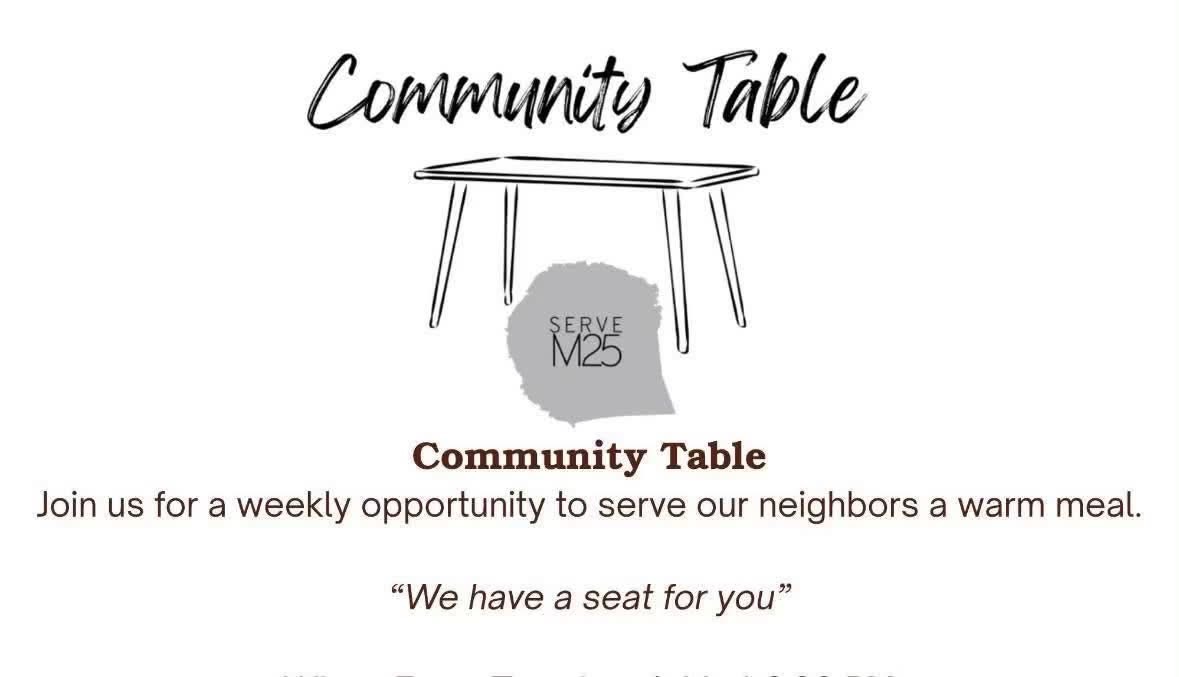 Community Table
SERVE
M25
Community Table
Join us for a weekly opportunity to serve our neighbors a warm meal.
“We have a seat for you”